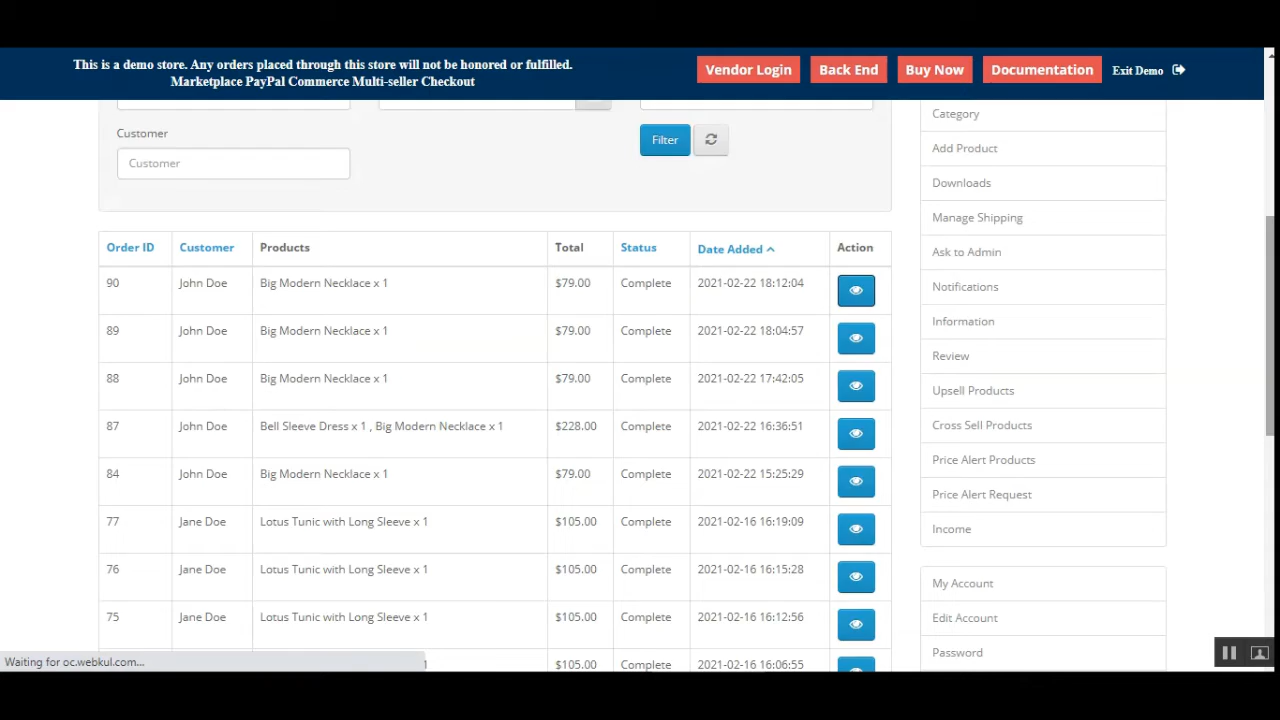 This is a demo store. Any orders placed through this store will not be honored or fulfilled.
Marketplace PayPal Commerce Multi-seller Checkout
Vendor Login
Back End
Buy Now
Documentation
Exit Demo
Customer
Customer
Filter
Order ID Customer Products Total Status Date Added Action
90 John Doe Big Modern Necklace x 1 $79.00 Complete 2021-02-22 18:12:04
89 John Doe Big Modern Necklace x 1 $79.00 Complete 2021-02-22 18:04:57
88 John Doe Big Modern Necklace x 1 $79.00 Complete 2021-02-22 17:42:05
87 John Doe Bell Sleeve Dress x 1 , Big Modern Necklace x 1 $228.00 Complete 2021-02-22 16:36:51
84 John Doe Big Modern Necklace x 1 $79.00 Complete 2021-02-22 15:25:29
77 Jane Doe Lotus Tunic with Long Sleeve x 1 $105.00 Complete 2021-02-16 16:19:09
76 Jane Doe Lotus Tunic with Long Sleeve x 1 $105.00 Complete 2021-02-16 16:15:28
75 Jane Doe Lotus Tunic with Long Sleeve x 1 $105.00 Complete 2021-02-16 16:12:56
1 $105.00 Complete 2021-02-16 16:06:55
Category
Add Product
Downloads
Manage Shipping
Ask to Admin
Notifications
Information
Review
Upsell Products
Cross Sell Products
Price Alert Products
Price Alert Request
Income
My Account
Edit Account
Password
Waiting for oc.webkul.com...